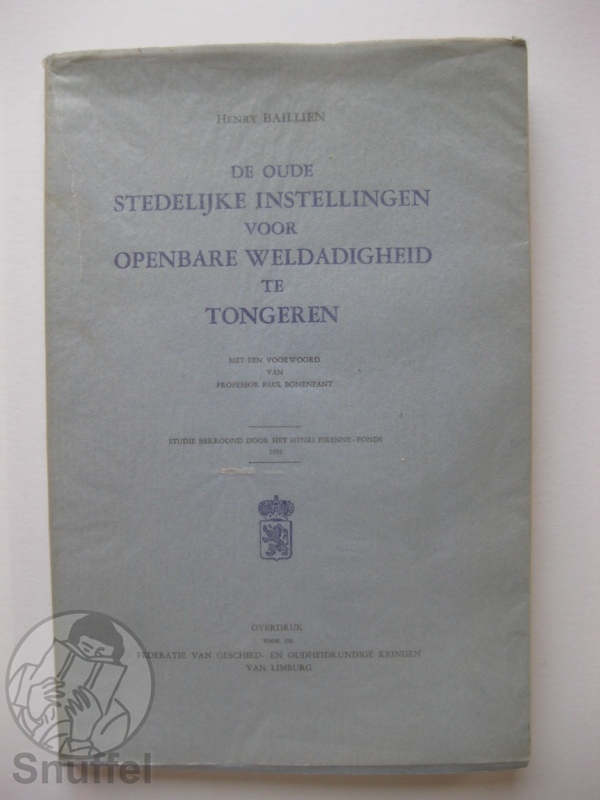 HENRY BAILLIEN
DE OUDE
STEDELIJKE INSTELLINGEN
VOOR
OPENBARE WELDADIGHEID
TE
TONGEREN
MET EEN VOORWOORD
VAN
PROFESSOR PAUL BONENFANT
STUDIE BEKROOND DOOR HET HENRI PIRENNE-FONDS
OVERDRUK
VOOR DE
FEDERATIE VAN GESCHIED- EN OUDHEIDKUNDIGE KRINGEN
VAN LIMBURG
Snuffel